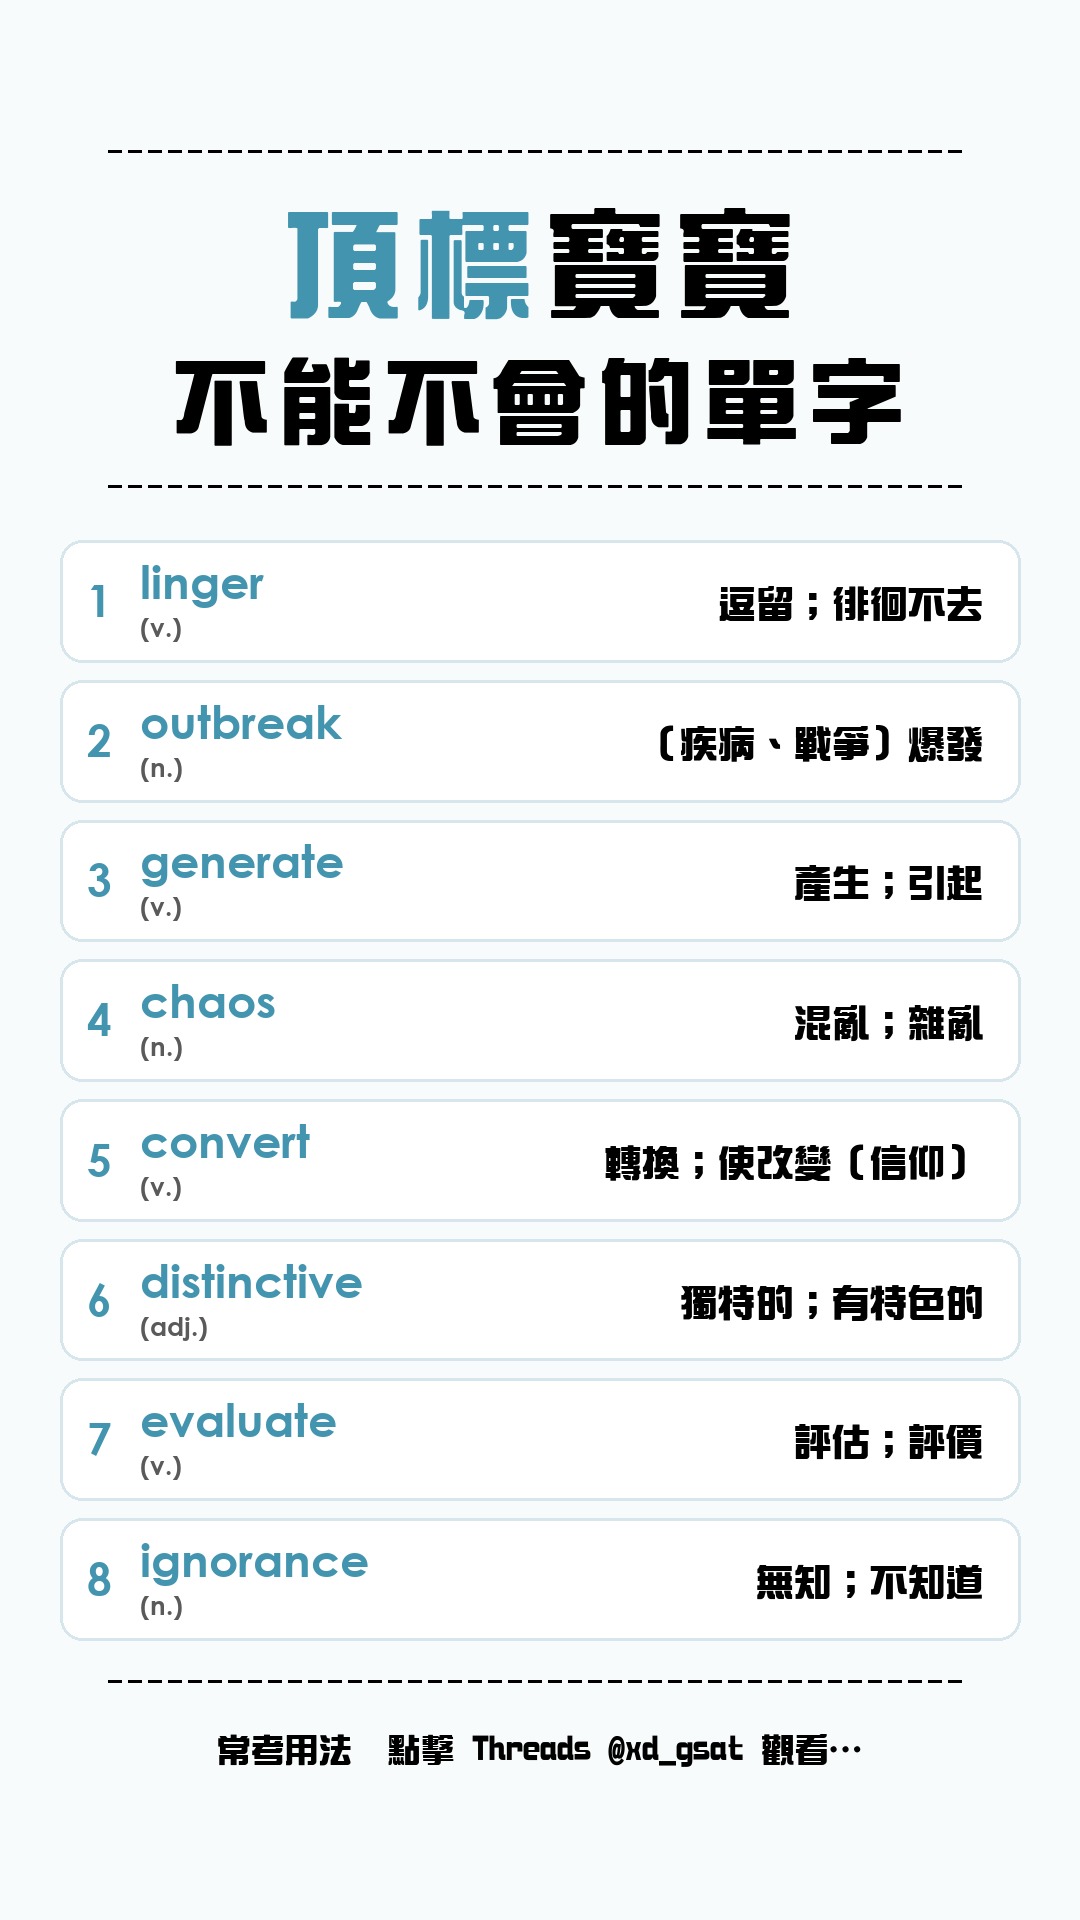 頂標寶寶
不能不會的單字
1 linger (v.) 逗留；徘徊不去
2 outbreak (n.) （疾病、戰爭）爆發
3 generate (v.) 產生；引起
4 chaos (n.) 混亂；雜亂
5 convert (v.) 轉換；使改變（信仰）
6 distinctive (adj.) 獨特的；有特色的
7 evaluate (v.) 評估；評價
8 ignorance (n.) 無知；不知道
常考用法　點擊 Threads @xd_gsat 觀看…